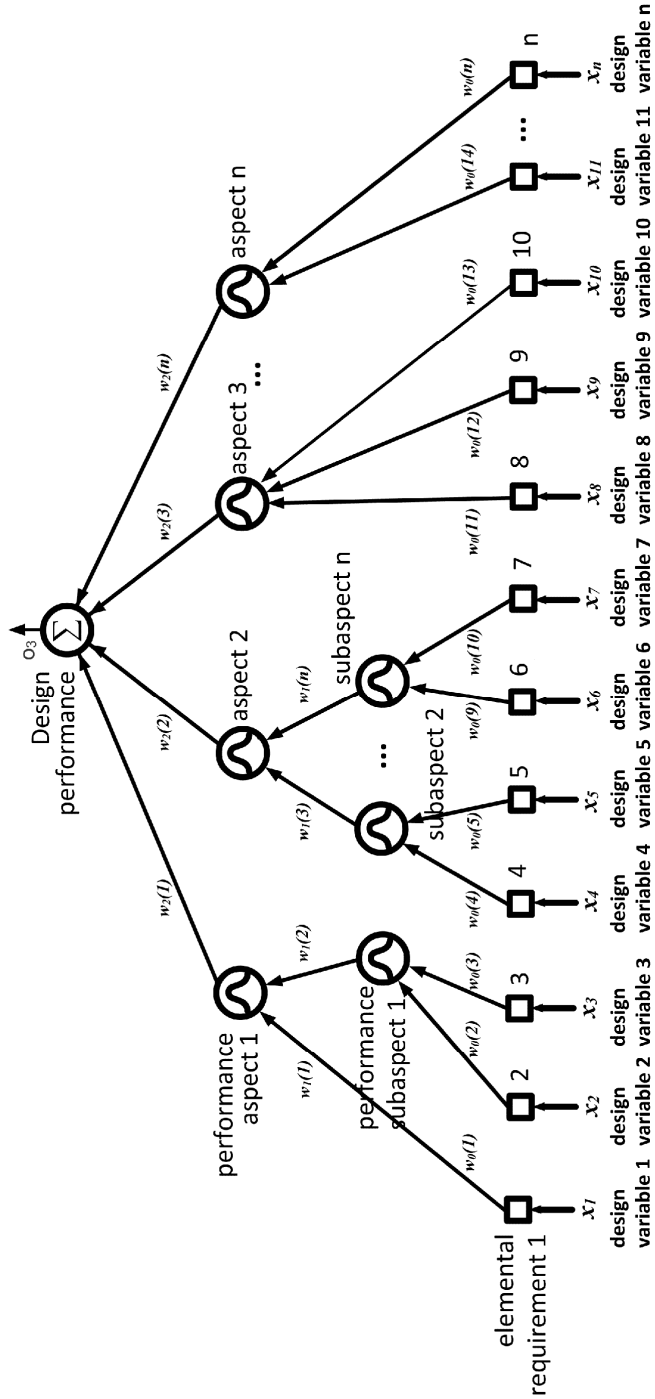 O3
Design
performance
Σ
w2(1)
w2(2)
w2(3)
w2(n)
performance
aspect 1
aspect 2
aspect 3
...
aspect n
w1(1)
w1(2)
w1(3)
w1(n)
performance
subaspect 1
subaspect 2
...
subaspect n
w0(1)
w0(2)
w0(3)
w0(4)
w0(5)
w0(9)
w0(10)
w0(11)
w0(12)
w0(13)
w0(14)
w0(n)
elemental
requirement 1
2
3
4
5
6
7
8
9
10
...
n
x1
x2
x3
x4
x5
x6
x7
x8
x9
x10
x11
xn
design
variable 1
design
variable 2
design
variable 3
design
variable 4
design
variable 5
design
variable 6
design
variable 7
design
variable 8
design
variable 9
design
variable 10
design
variable 11
design
variable n